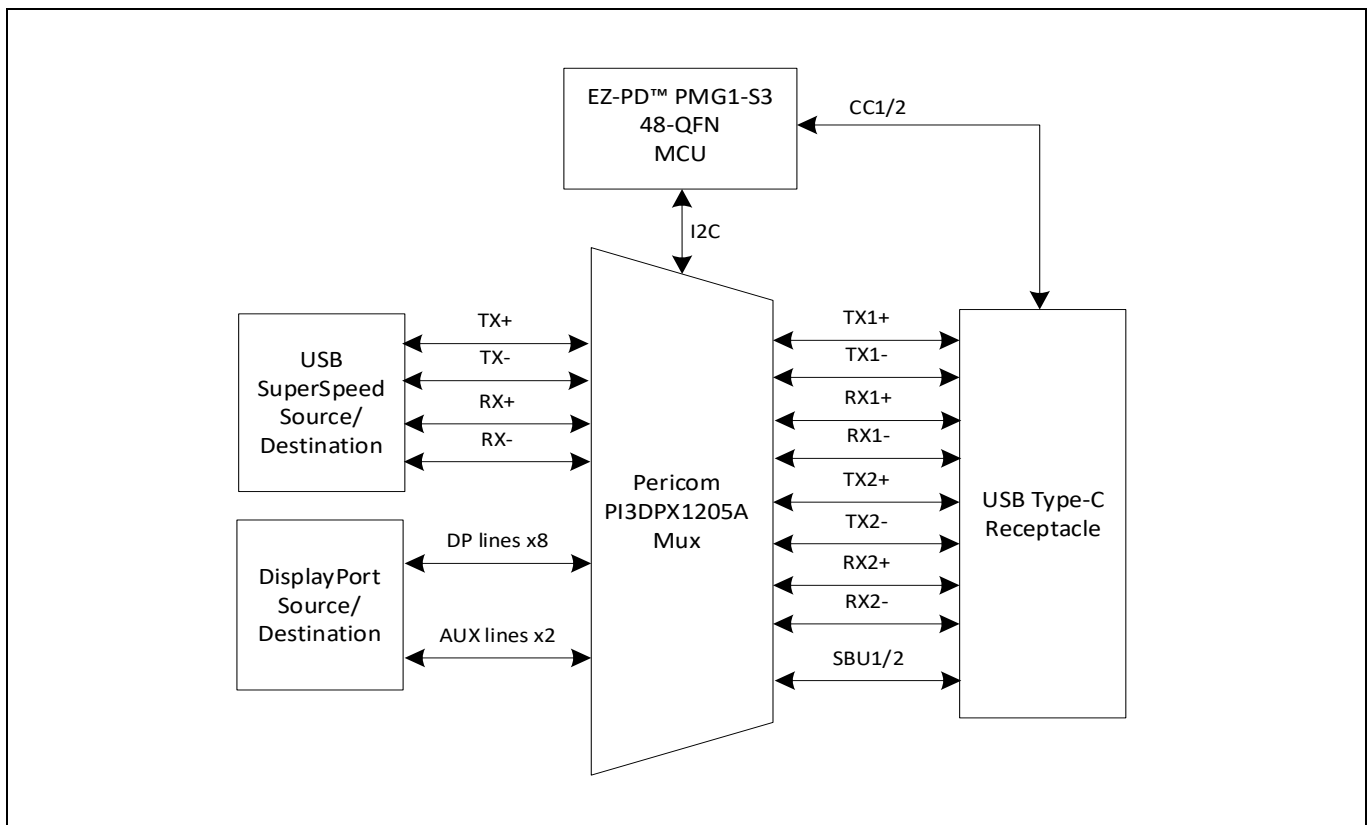 EZ-PD™ PMG1-S3
48-QFN
MCU
CC1/2
I2C
USB
SuperSpeed
Source/
Destination
TX+
TX-
RX+
RX-
DisplayPort
Source/
Destination
DP lines x8
AUX lines x2
Pericom
PI3DPX1205A
Mux
TX1+
TX1-
RX1+
RX1-
TX2+
TX2-
RX2+
RX2-
SBU1/2
USB Type-C
Receptacle